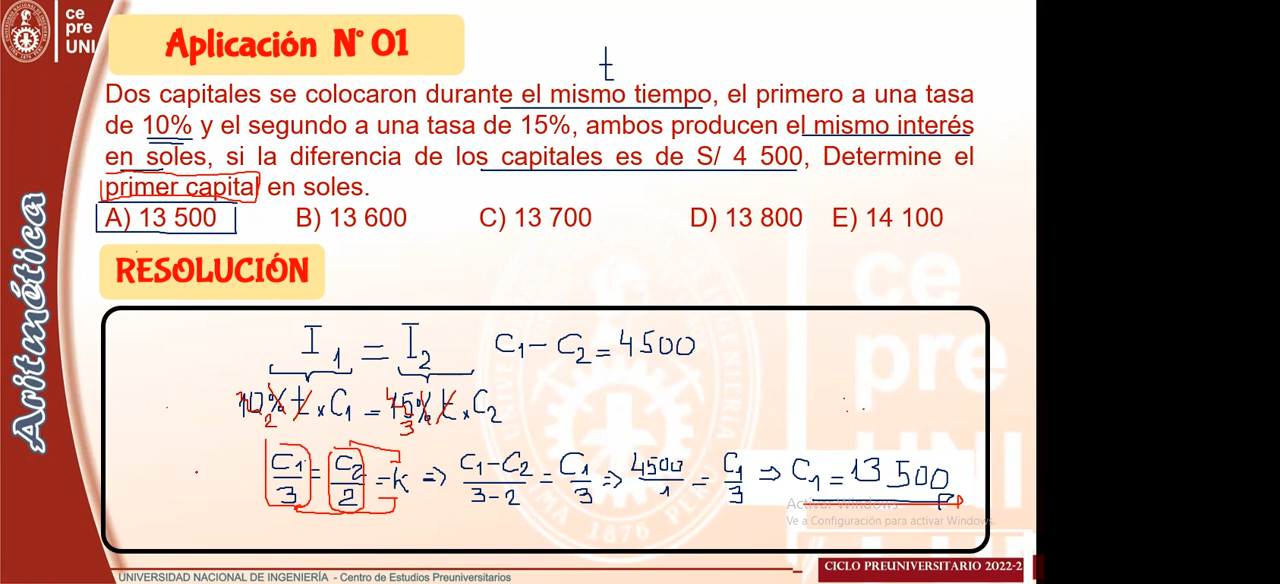 ce
pre
UNI
Aplicación N° 01
t
Dos capitales se colocaron durante el mismo tiempo, el primero a una tasa
de 10% y el segundo a una tasa de 15%, ambos producen el mismo interés
en soles, si la diferencia de los capitales es de S/ 4 500, Determine el
primer capital en soles.
A) 13 500 B) 13 600 C) 13 700 D) 13 800 E) 14 100
RESOLUCIÓN
Aritmética
I₁ = I₂ C₁ − C₂ = 4500
10% t × C₁ = 15% t × C₂
2 3
C₁/3 = C₂/2 = k ⇒ (C₁ − C₂)/(3 − 2) = C₁/3 ⇒ 4500/1 = C₁/3 ⇒ C₁ = 13 500
Activar Windows
Ve a Configuración para activar Windows.
1876
UNIVERSIDAD NACIONAL DE INGENIERÍA - Centro de Estudios Preuniversitarios
CICLO PREUNIVERSITARIO 2022-2